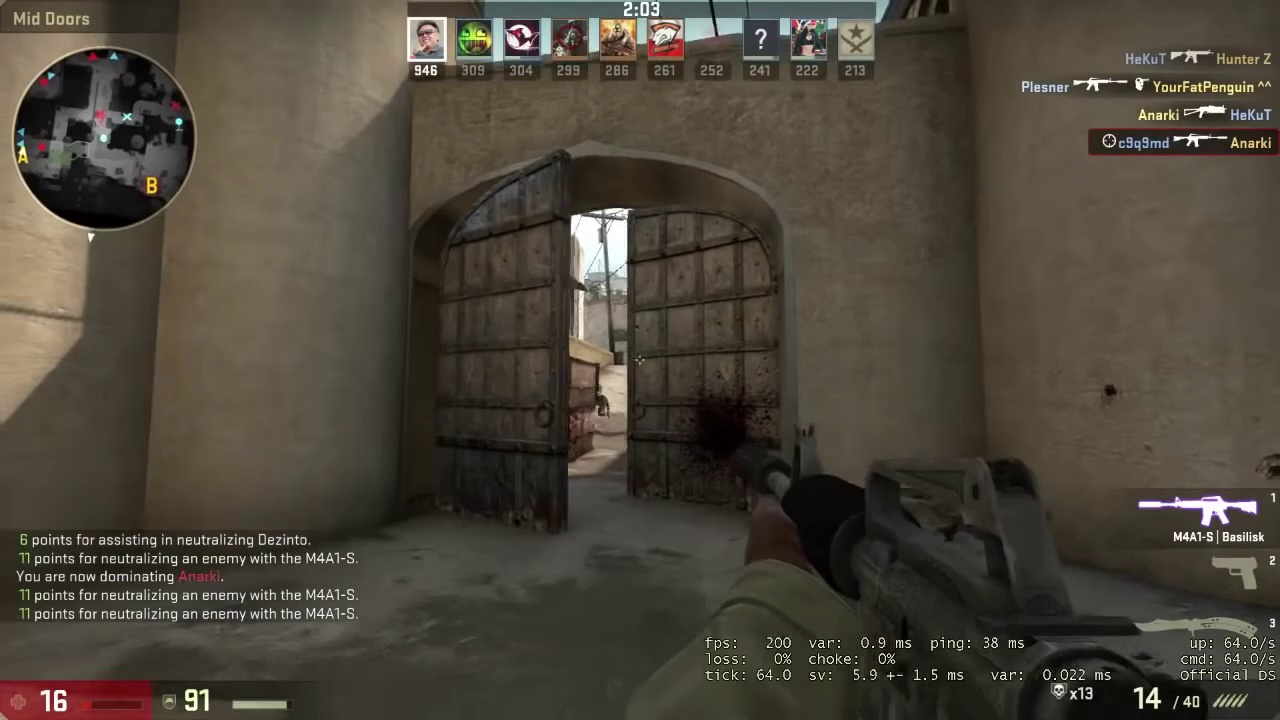 Mid Doors
2:03
946 309 304 299 286 261 252 241 222 213
?
HeKuT Hunter Z
Plesner YourFatPenguin ^^
Anarki HeKuT
c9q9md Anarki
A
B
1
M4A1-S | Basilisk
2
3
6 points for assisting in neutralizing Dezinto.
11 points for neutralizing an enemy with the M4A1-S.
You are now dominating Anarki.
11 points for neutralizing an enemy with the M4A1-S.
11 points for neutralizing an enemy with the M4A1-S.
fps: 200 var: 0.9 ms ping: 38 ms up: 64.0/s
loss: 0% choke: 0% cmd: 64.0/s
tick: 64.0 sv: 5.9 +- 1.5 ms var: 0.022 ms Official DS
16 91 x13 14 / 40